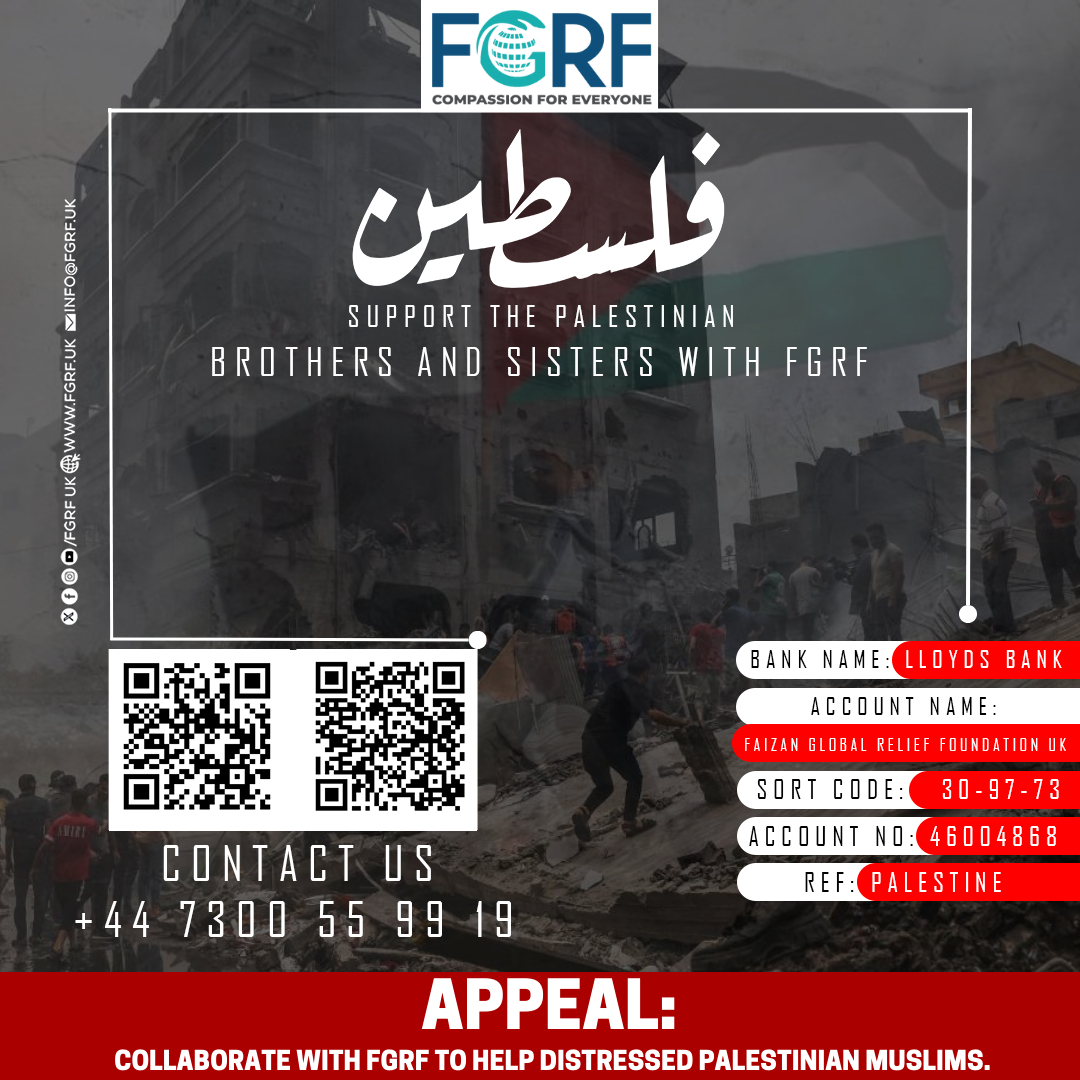 FGRF
COMPASSION FOR EVERYONE
فلسطين
SUPPORT THE PALESTINIAN
BROTHERS AND SISTERS WITH FGRF
/FGRF UK WWW.FGRF.UK INFO@FGRF.UK
BANK NAME: LLOYDS BANK
ACCOUNT NAME:
FAIZAN GLOBAL RELIEF FOUNDATION UK
SORT CODE: 30-97-73
ACCOUNT NO: 46004868
REF: PALESTINE
CONTACT US
+44 7300 55 99 19
APPEAL:
COLLABORATE WITH FGRF TO HELP DISTRESSED PALESTINIAN MUSLIMS.